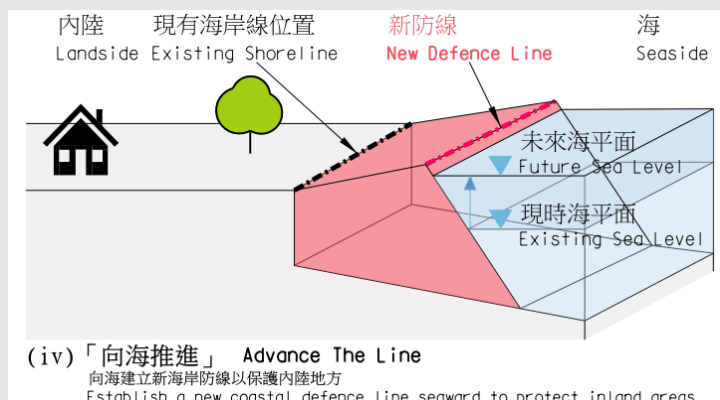 內陸 現有海岸線位置 新防線 海
Landside Existing Shoreline New Defence Line Seaside
未來海平面
Future Sea Level
現時海平面
Existing Sea Level
(iv)「向海推進」 Advance The Line
向海建立新海岸防線以保護內陸地方
Establish a new coastal defence line seaward to protect inland areas